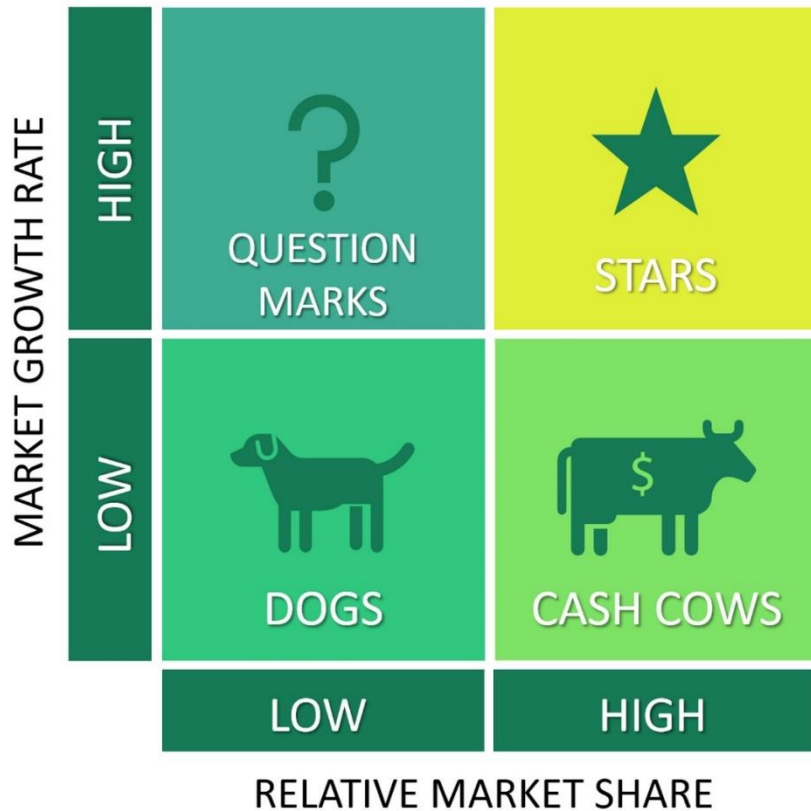 MARKET GROWTH RATE
HIGH
?
QUESTION
MARKS
STARS
LOW
DOGS
$
CASH COWS
LOW
HIGH
RELATIVE MARKET SHARE